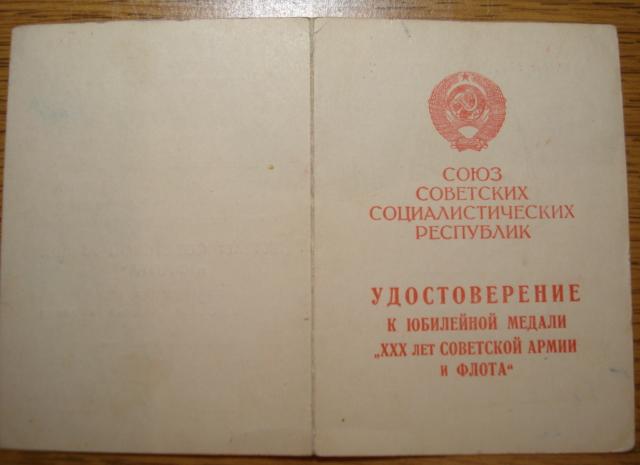 СОЮЗ
СОВЕТСКИХ
СОЦИАЛИСТИЧЕСКИХ
РЕСПУБЛИК
УДОСТОВЕРЕНИЕ
К ЮБИЛЕЙНОЙ МЕДАЛИ
„XXX ЛЕТ СОВЕТСКОЙ АРМИИ
И ФЛОТА“